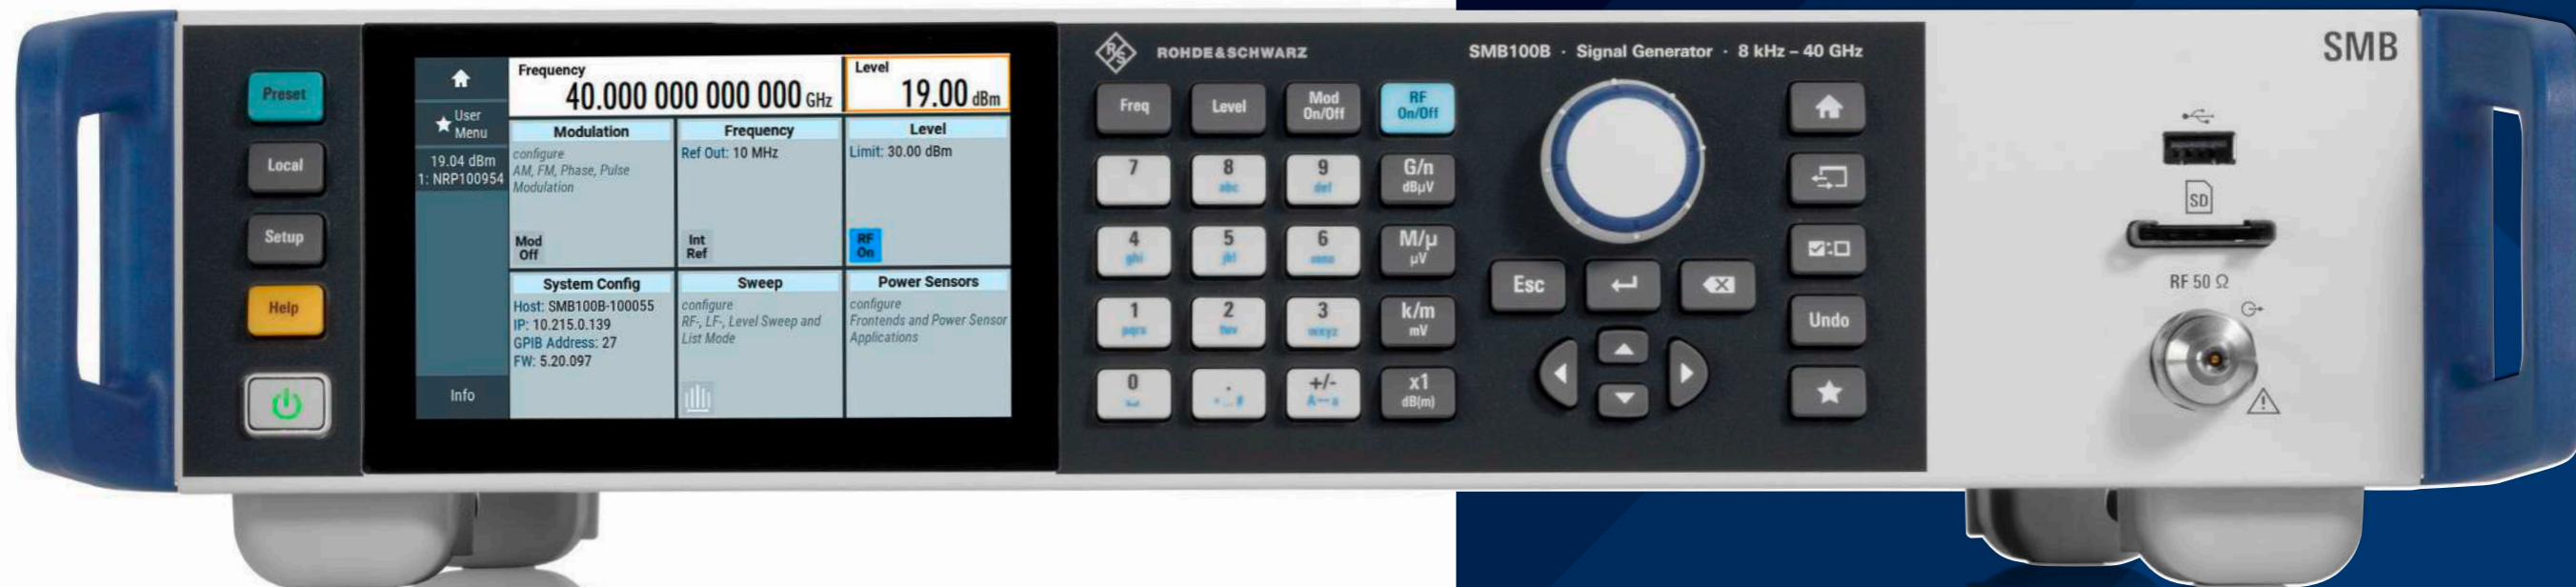 Preset
Local
Setup
Help
User
Menu
19.04 dBm
1: NRP100954
Info
Frequency
40.000 000 000 000 GHz
Level
19.00 dBm
Modulation
configure
AM, FM, Phase, Pulse
Modulation
Mod
Off
Frequency
Ref Out: 10 MHz
Int
Ref
Level
Limit: 30.00 dBm
RF
On
System Config
Host: SMB100B-100055
IP: 10.215.0.139
GPIB Address: 27
FW: 5.20.097
Sweep
configure
RF-, LF-, Level Sweep and
List Mode
Power Sensors
configure
Frontends and Power Sensor
Applications
R S
ROHDE&SCHWARZ
SMB100B · Signal Generator · 8 kHz – 40 GHz
Freq
Level
Mod
On/Off
RF
On/Off
7
8
abc
9
def
G/n
dBµV
4
ghi
5
jkl
6
mno
M/µ
µV
1
pqrs
2
tuv
3
wxyz
k/m
mV
0
.
+/-
x1
dB(m)
Esc
Undo
SMB
SD
RF 50 Ω